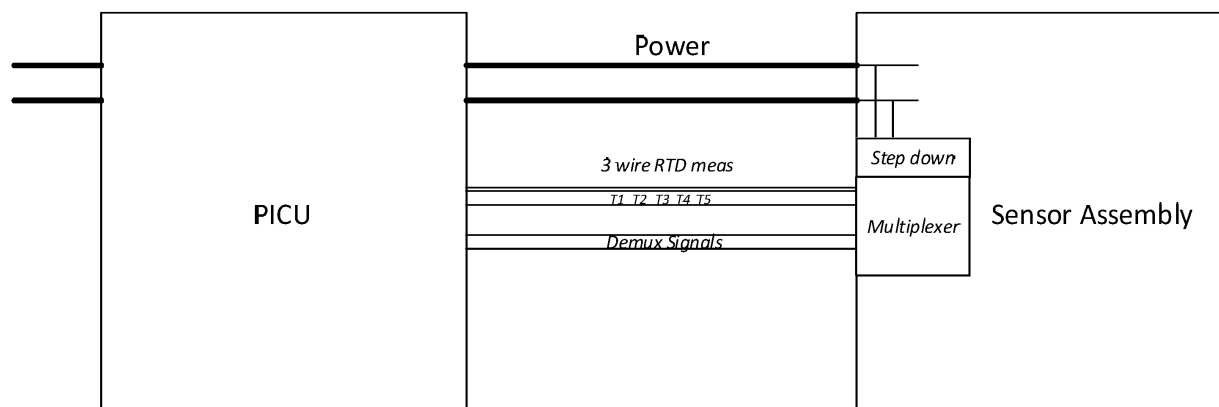 Power
Step down
3 wire RTD meas
T1 T2 T3 T4 T5
PICU
Multiplexer
Sensor Assembly
Demux Signals